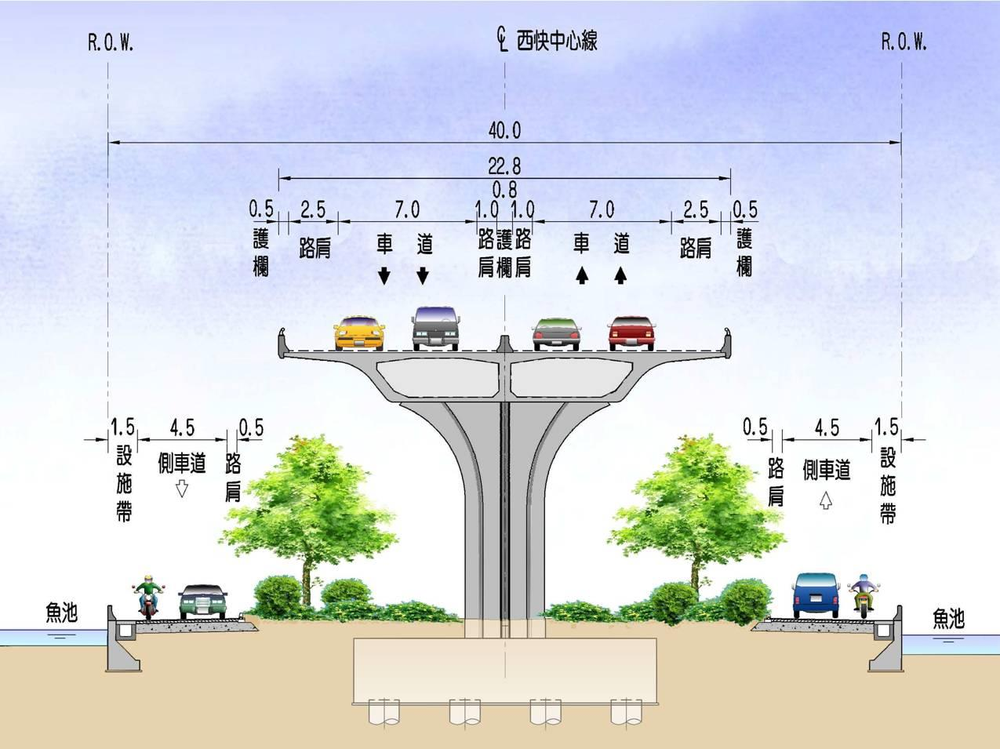 R.O.W.
℄ 西快中心線
R.O.W.
40.0
22.8
0.8
0.5 2.5 7.0 1.0 1.0 7.0 2.5 0.5
護欄 路肩 車道 路肩 護欄 路肩 車道 路肩 護欄
1.5 4.5 0.5
設施帶 側車道 路肩
0.5 4.5 1.5
路肩 側車道 設施帶
魚池
魚池